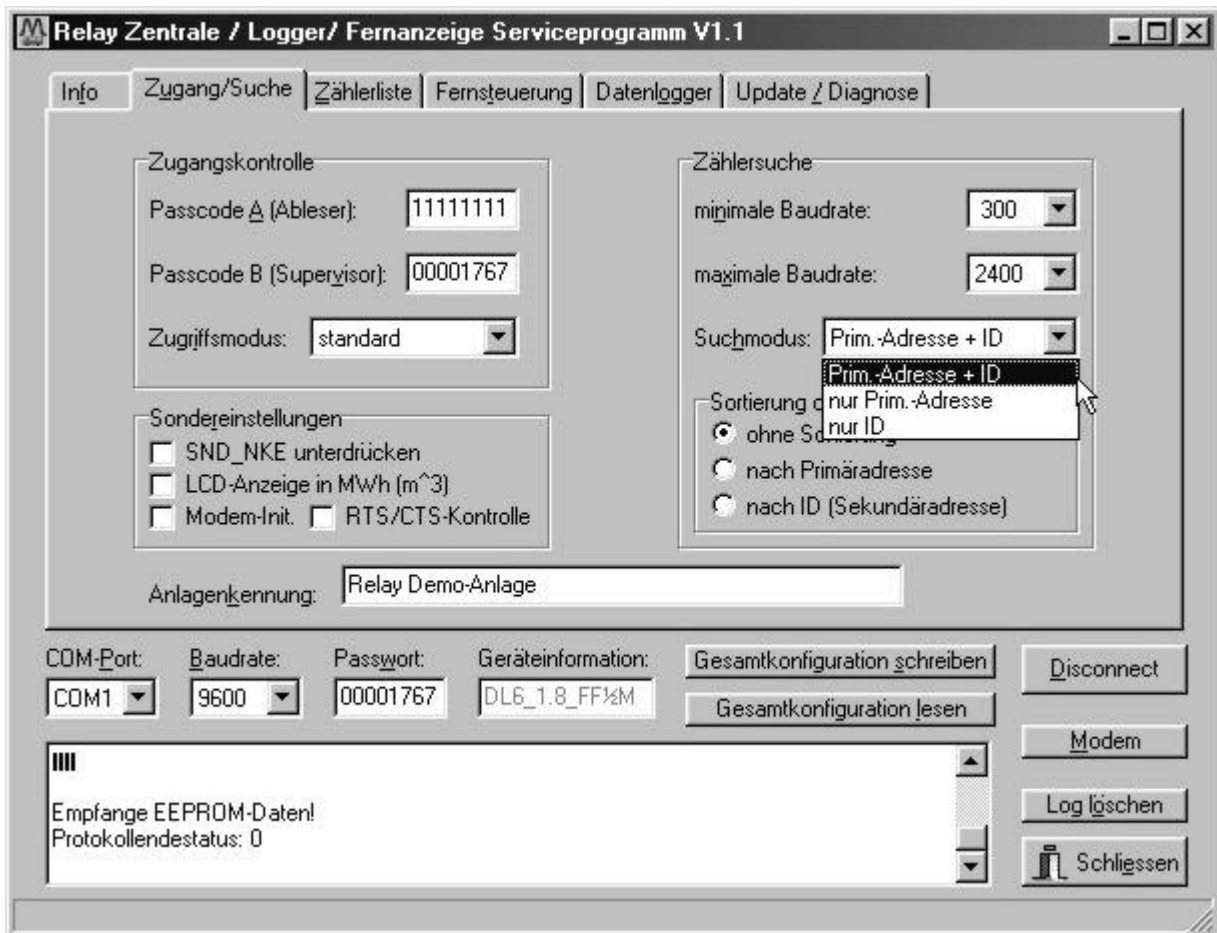 Relay Zentrale / Logger/ Fernanzeige Serviceprogramm V1.1
Info Zugang/Suche Zählerliste Fernsteuerung Datenlogger Update / Diagnose
Zugangskontrolle
Passcode A (Ableser): 11111111
Passcode B (Supervisor): 00001767
Zugriffsmodus: standard
Sondereinstellungen
SND_NKE unterdrücken
LCD-Anzeige in MWh (m^3)
Modem-Init. RTS/CTS-Kontrolle
Zählersuche
minimale Baudrate: 300
maximale Baudrate: 2400
Suchmodus: Prim.-Adresse + ID
Prim.-Adresse + ID
nur Prim.-Adresse
nur ID
Sortierung
ohne Sortierung
nach Primäradresse
nach ID (Sekundäradresse)
Anlagenkennung: Relay Demo-Anlage
COM-Port: Baudrate: Passwort: Geräteinformation:
COM1 9600 00001767 DL6_1.8_FF½M
Gesamtkonfiguration schreiben
Gesamtkonfiguration lesen
Disconnect
Modem
Log löschen
Schliessen
Empfange EEPROM-Daten!
Protokollendestatus: 0